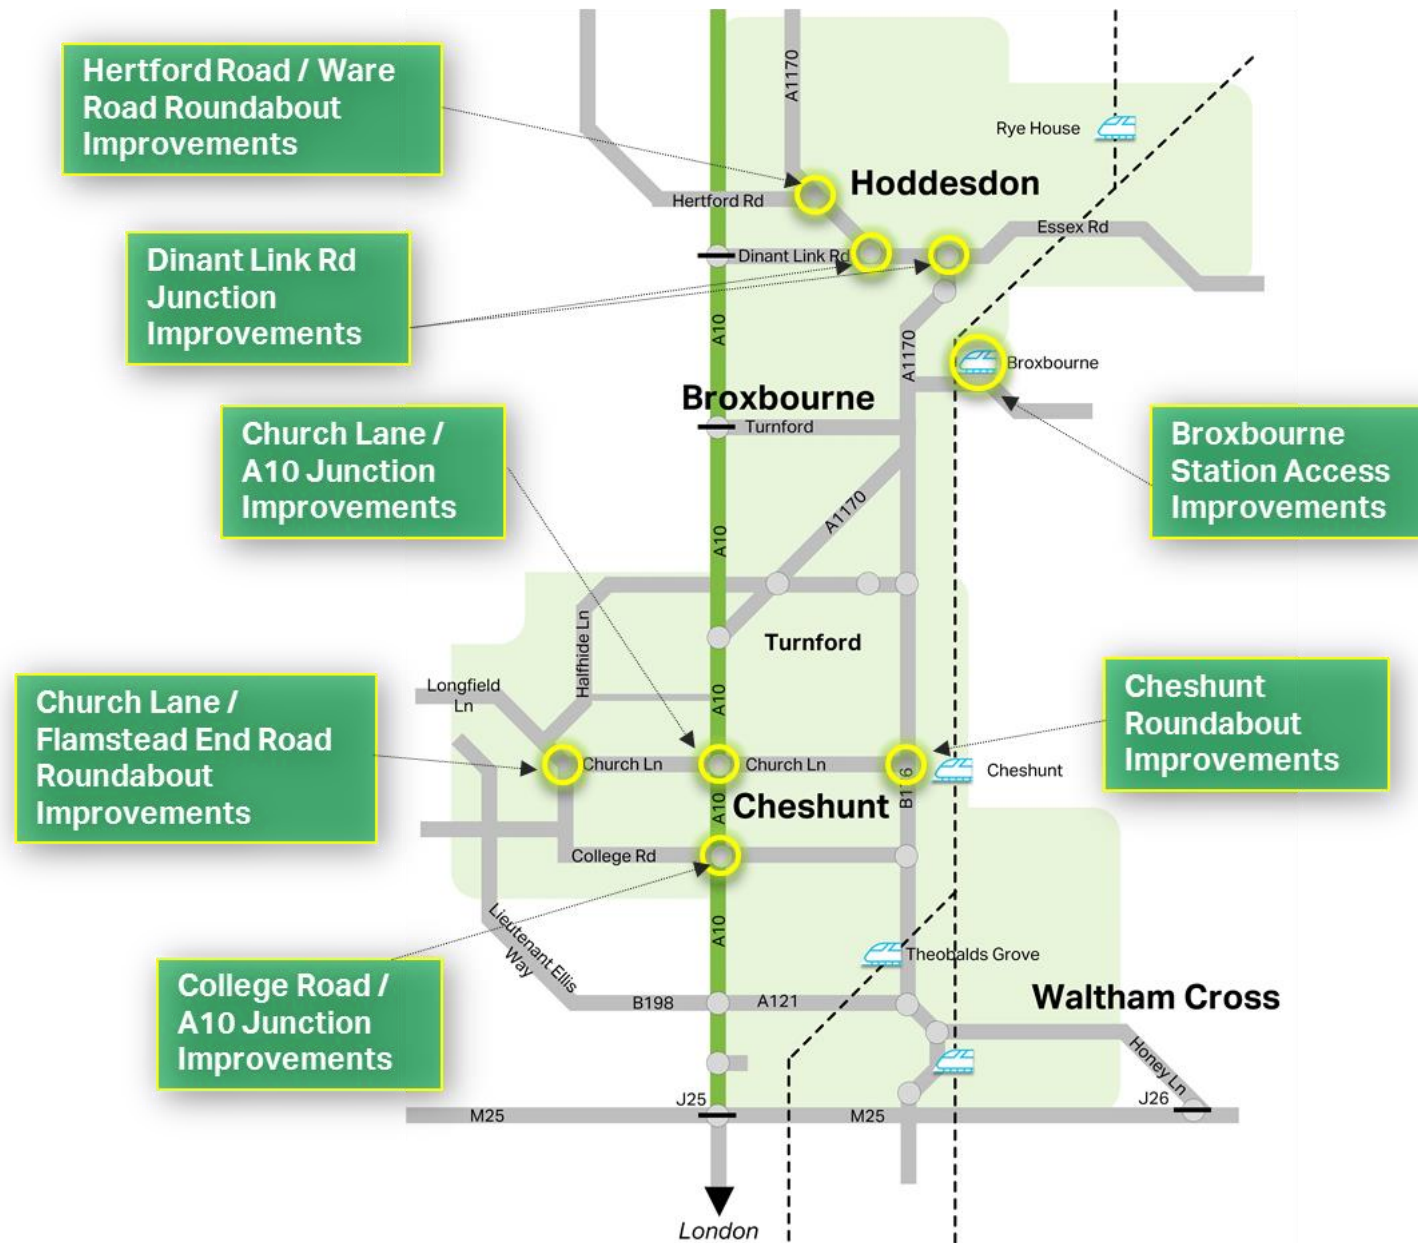 A1170
Hertford Road / Ware
Road Roundabout
Improvements
Rye House
Hoddesdon
Hertford Rd
Essex Rd
Dinant Link Rd
Dinant Link Rd
Junction
Improvements
A10
A1170
Broxbourne
Broxbourne
Turnford
Church Lane /
A10 Junction
Improvements
Broxbourne
Station Access
Improvements
A1170
A10
Halfhide Ln
Turnford
Longfield
Ln
A10
Church Lane /
Flamstead End Road
Roundabout
Improvements
Cheshunt
Roundabout
Improvements
Church Ln
Church Ln
Cheshunt
A10
Cheshunt
College Rd
A10
Lieutenant Ellis
Way
Theobalds Grove
College Road /
A10 Junction
Improvements
B198
A121
Waltham Cross
Honey Ln
J25
J26
M25
M25
London